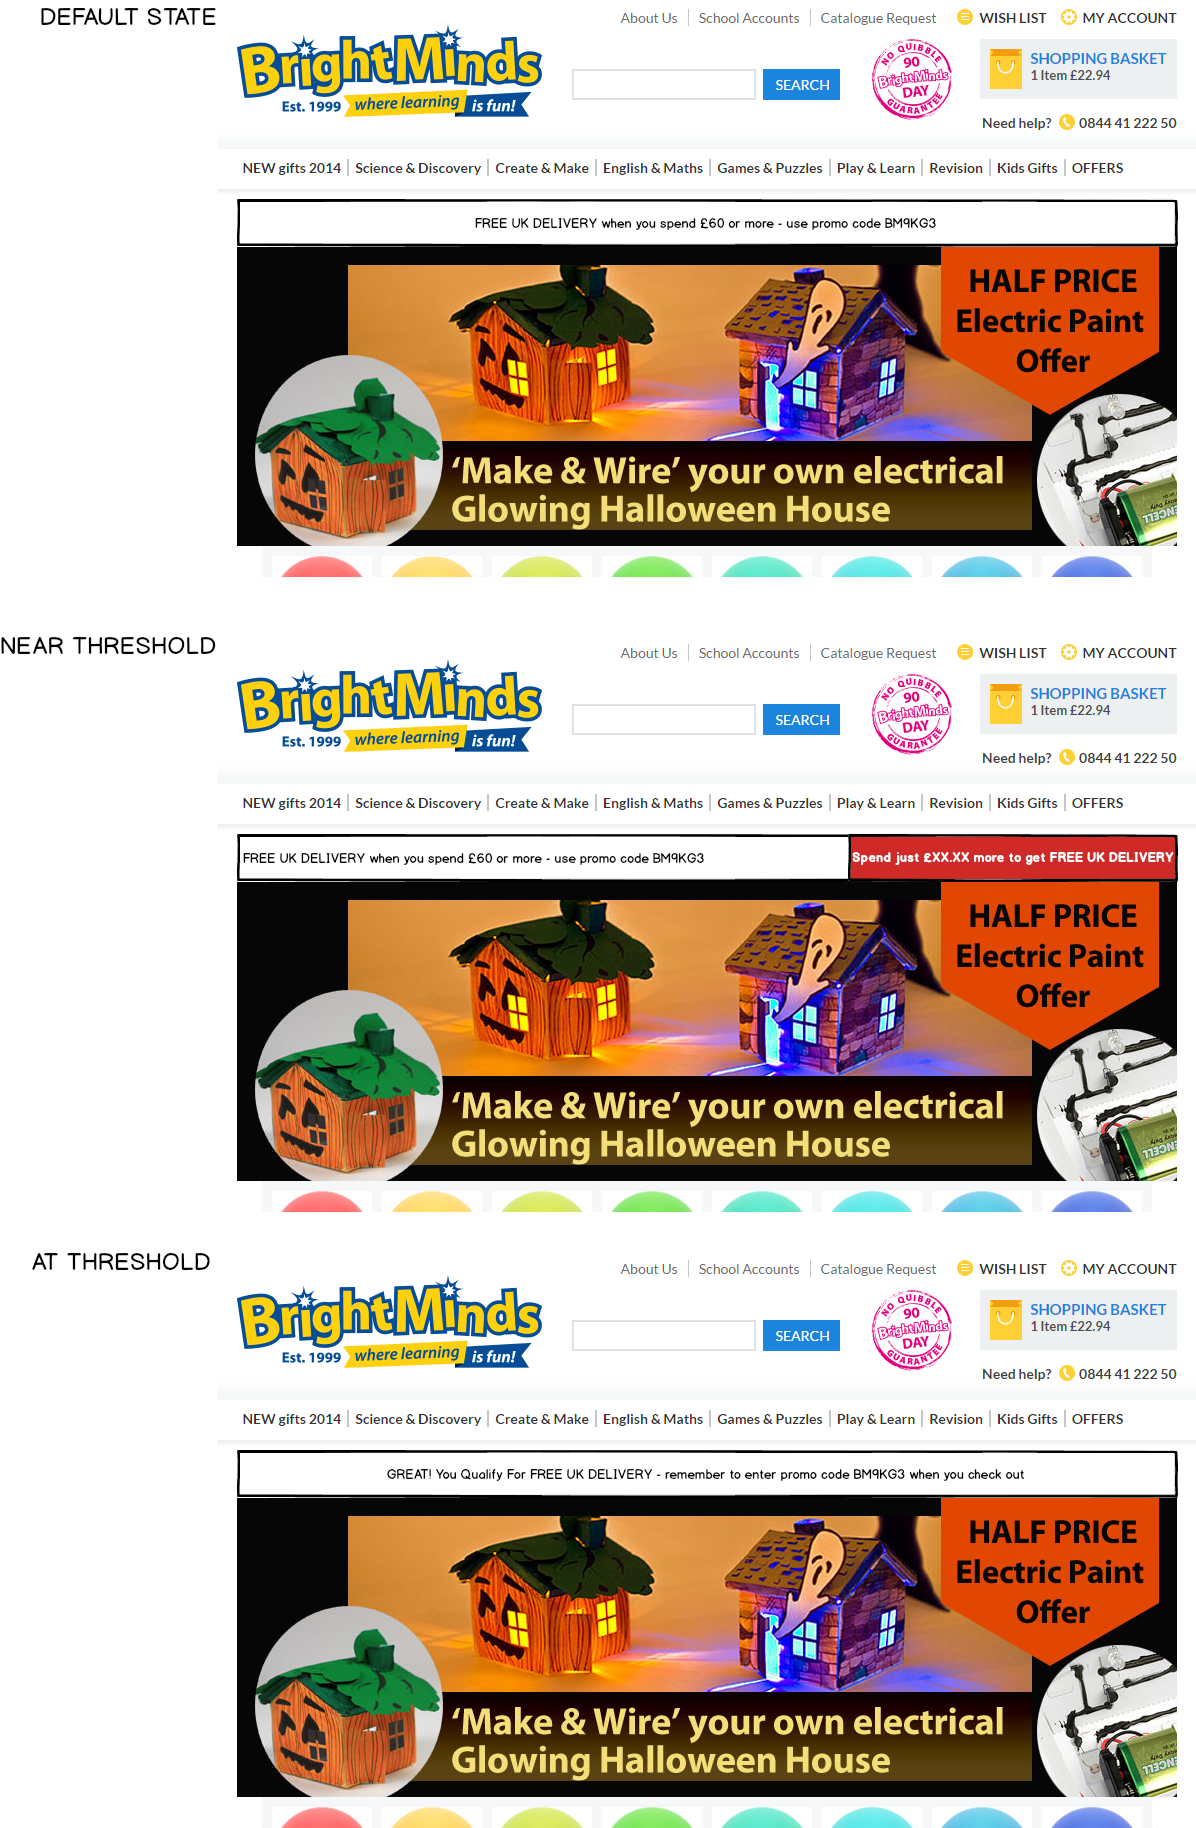 DEFAULT STATE
About Us
School Accounts
Catalogue Request
WISH LIST
MY ACCOUNT
BrightMinds
Est. 1999 where learning is fun!
SEARCH
NO QUIBBLE
90
BrightMinds
DAY
GUARANTEE
SHOPPING BASKET
1 Item £22.94
Need help? 0844 41 222 50
NEW gifts 2014 | Science & Discovery | Create & Make | English & Maths | Games & Puzzles | Play & Learn | Revision | Kids Gifts | OFFERS
FREE UK DELIVERY when you spend £60 or more - use promo code BM9KG3
HALF PRICE
Electric Paint
Offer
‘Make & Wire’ your own electrical
Glowing Halloween House
NEAR THRESHOLD
About Us
School Accounts
Catalogue Request
WISH LIST
MY ACCOUNT
BrightMinds
Est. 1999 where learning is fun!
SEARCH
NO QUIBBLE
90
BrightMinds
DAY
GUARANTEE
SHOPPING BASKET
1 Item £22.94
Need help? 0844 41 222 50
NEW gifts 2014 | Science & Discovery | Create & Make | English & Maths | Games & Puzzles | Play & Learn | Revision | Kids Gifts | OFFERS
FREE UK DELIVERY when you spend £60 or more - use promo code BM9KG3
Spend just £XX.XX more to get FREE UK DELIVERY
HALF PRICE
Electric Paint
Offer
‘Make & Wire’ your own electrical
Glowing Halloween House
AT THRESHOLD
About Us
School Accounts
Catalogue Request
WISH LIST
MY ACCOUNT
BrightMinds
Est. 1999 where learning is fun!
SEARCH
NO QUIBBLE
90
BrightMinds
DAY
GUARANTEE
SHOPPING BASKET
1 Item £22.94
Need help? 0844 41 222 50
NEW gifts 2014 | Science & Discovery | Create & Make | English & Maths | Games & Puzzles | Play & Learn | Revision | Kids Gifts | OFFERS
GREAT! You Qualify For FREE UK DELIVERY - remember to enter promo code BM9KG3 when you check out
HALF PRICE
Electric Paint
Offer
‘Make & Wire’ your own electrical
Glowing Halloween House